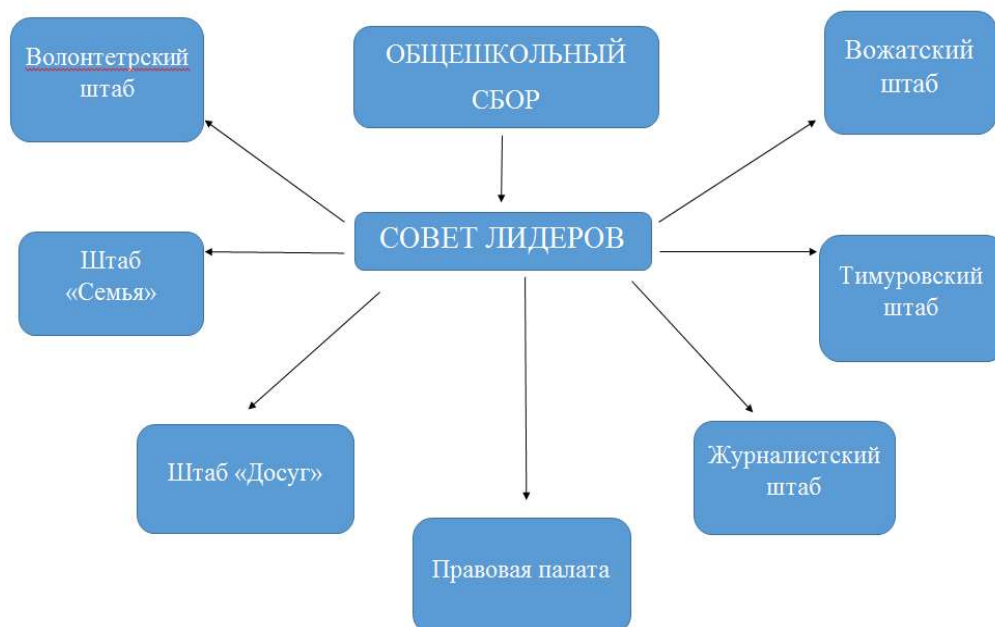 Волонтетрский
штаб
ОБЩЕШКОЛЬНЫЙ
СБОР
Вожатский
штаб
СОВЕТ ЛИДЕРОВ
Штаб
«Семья»
Тимуровский
штаб
Штаб «Досуг»
Журналистский
штаб
Правовая палата